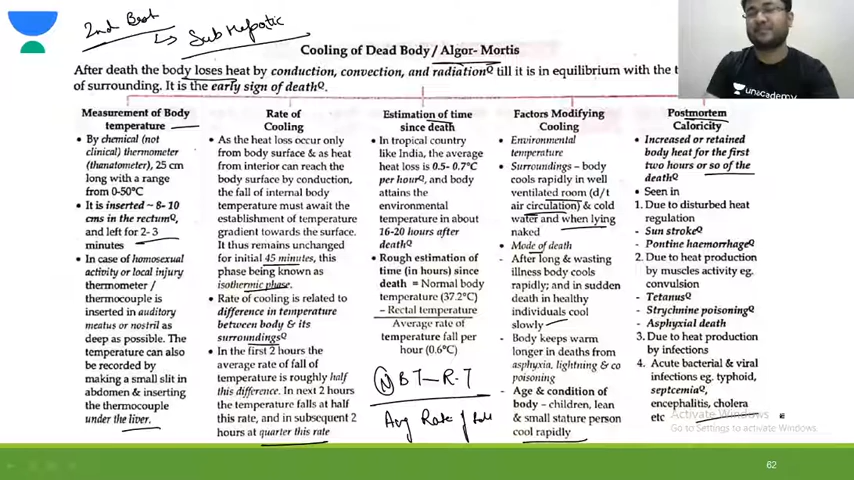 2nd Best
↳ Sub Hepatic
Cooling of Dead Body / Algor- Mortis
After death the body loses heat by conduction, convection, and radiationQ till it is in equilibrium with the t
of surrounding. It is the early sign of deathQ.
Measurement of Body
temperature
• By chemical (not
clinical) thermometer
(thanatometer), 25 cm
long with a range
from 0-50°C
• It is inserted ~ 8- 10
cms in the rectumQ,
and left for 2- 3
minutes
• In case of homosexual
activity or local injury
thermometer /
thermocouple is
inserted in auditory
meatus or nostril as
deep as possible. The
temperature can also
be recorded by
making a small slit in
abdomen & inserting
the thermocouple
under the liver.
Rate of
Cooling
• As the heat loss occur only
from body surface & as heat
from interior can reach the
body surface by conduction,
the fall of internal body
temperature must await the
establishment of temperature
gradient towards the surface.
It thus remains unchanged
for initial 45 minutes, this
phase being known as
isothermic phase.
• Rate of cooling is related to
difference in temperature
between body & its
surroundingsQ
• In the first 2 hours the
average rate of fall of
temperature is roughly half
this difference. In next 2 hours
the temperature falls at half
this rate, and in subsequent 2
hours at quarter this rate
Estimation of time
since death
• In tropical country
like India, the average
heat loss is 0.5- 0.7°C
per hourQ, and body
attains the
environmental
temperature in about
16-20 hours after
deathQ
• Rough estimation of
time (in hours) since
death = Normal body
temperature (37.2°C)
– Rectal temperature
Average rate of
temperature fall per
hour (0.6°C)
(N) B T – R. T
Avg Rate of
Factors Modifying
Cooling
• Environmental
temperature
• Surroundings – body
cools rapidly in well
ventilated room (d/t
air circulation) & cold
water and when lying
naked
• Mode of death
- After long & wasting
illness body cools
rapidly; and in sudden
death in healthy
individuals cool
slowly
- Body keeps warm
longer in deaths from
asphyxia, lightning & co
poisoning
- Age & condition of
body – children, lean
& small stature person
cool rapidly
Postmortem
Caloricity
• Increased or retained
body heat for the first
two hours or so of the
deathQ
• Seen in
1. Due to disturbed heat
regulation
- Sun strokeQ
- Pontine haemorrhageQ
2. Due to heat production
by muscles activity eg.
convulsion
- TetanusQ
- Strychnine poisoningQ
- Asphyxial death
3. Due to heat production
by infections
4. Acute bacterial & viral
infections eg. typhoid,
septcemiaQ,
encephalitis, cholera
etc
unacademy
Activate Windows
Go to Settings to activate Windows.
62